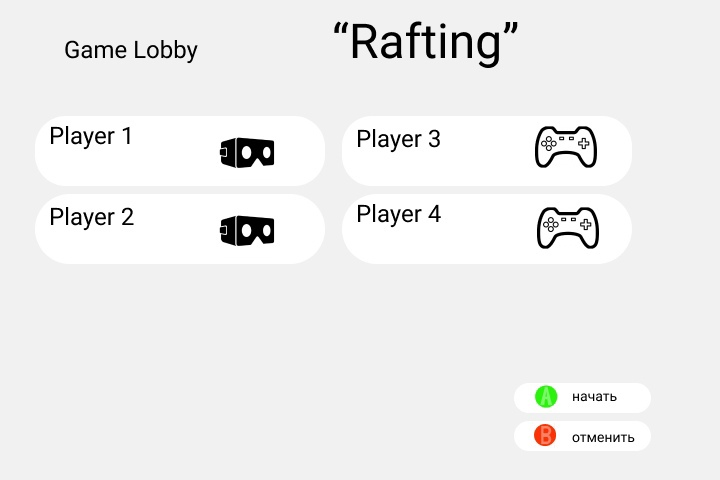 Game Lobby
“Rafting”
Player 1
Player 3
Player 2
Player 4
A начать
B отменить